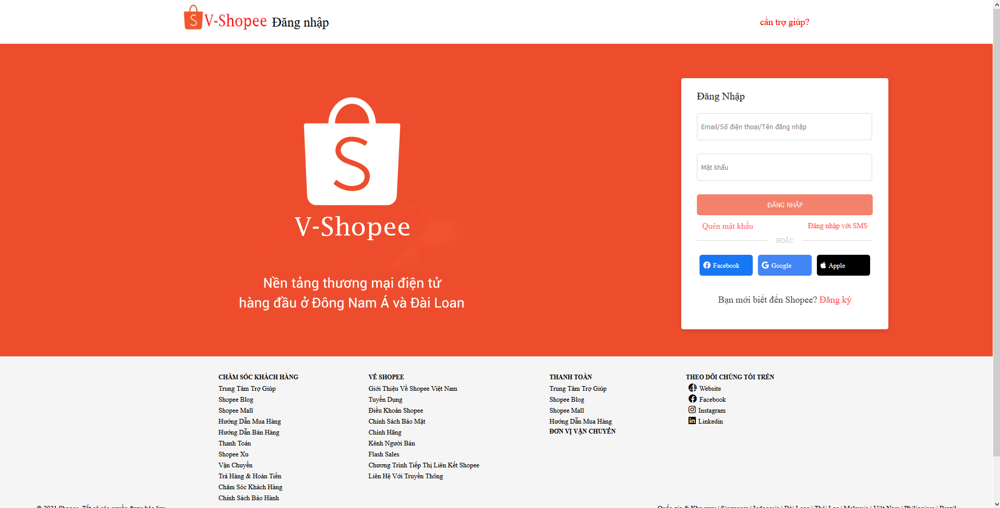 V-Shopee Đăng nhập
cần trợ giúp?
S
V-Shopee
Nền tảng thương mại điện tử
hàng đầu ở Đông Nam Á và Đài Loan
Đăng Nhập
Email/Số điện thoại/Tên đăng nhập
Mật khẩu
ĐĂNG NHẬP
Quên mật khẩu
Đăng nhập với SMS
HOẶC
Facebook
Google
Apple
Bạn mới biết đến Shopee? Đăng ký
CHĂM SÓC KHÁCH HÀNG
Trung Tâm Trợ Giúp
Shopee Blog
Shopee Mall
Hướng Dẫn Mua Hàng
Hướng Dẫn Bán Hàng
Thanh Toán
Shopee Xu
Vận Chuyển
Trả Hàng & Hoàn Tiền
Chăm Sóc Khách Hàng
Chính Sách Bảo Hành
VỀ SHOPEE
Giới Thiệu Về Shopee Việt Nam
Tuyển Dụng
Điều Khoản Shopee
Chính Sách Bảo Mật
Chính Hãng
Kênh Người Bán
Flash Sales
Chương Trình Tiếp Thị Liên Kết Shopee
Liên Hệ Với Truyền Thông
THANH TOÁN
Trung Tâm Trợ Giúp
Shopee Blog
Shopee Mall
Hướng Dẫn Mua Hàng
ĐƠN VỊ VẬN CHUYỂN
THEO DÕI CHÚNG TÔI TRÊN
Website
Facebook
Instagram
Linkedin
© 2021 Shopee. Tất cả các quyền được bảo lưu
Quốc gia & Khu vực: | Singapore | Indonesia | Đài Loan | Thái Lan | Malaysia | Việt Nam | Philippines | Brazil